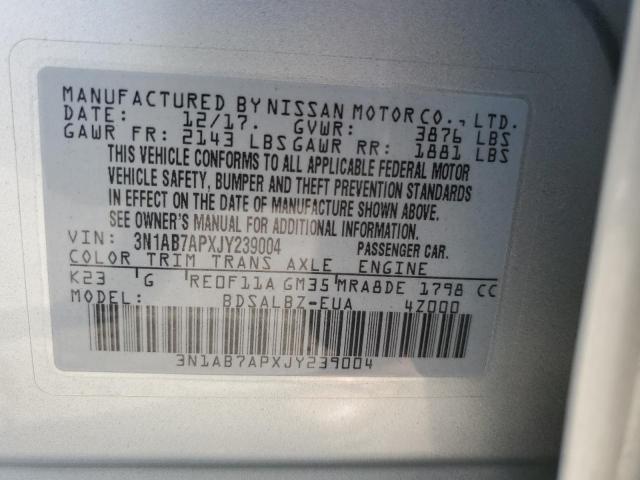 MANUFACTURED BY NISSAN MOTOR CO., LTD.
DATE: 12/17. GVWR: 3876 LBS
GAWR FR: 2143 LBS GAWR RR: 1881 LBS
THIS VEHICLE CONFORMS TO ALL APPLICABLE FEDERAL MOTOR
VEHICLE SAFETY, BUMPER AND THEFT PREVENTION STANDARDS
IN EFFECT ON THE DATE OF MANUFACTURE SHOWN ABOVE.
SEE OWNER'S MANUAL FOR ADDITIONAL INFORMATION.
VIN: 3N1AB7APXJY239004 PASSENGER CAR.
COLOR TRIM TRANS AXLE ENGINE
K23 G RE0F11A GM35 MRA8DE 1798 CC
MODEL: BDSALBZ-EUA 4Z000
3N1AB7APXJY239004